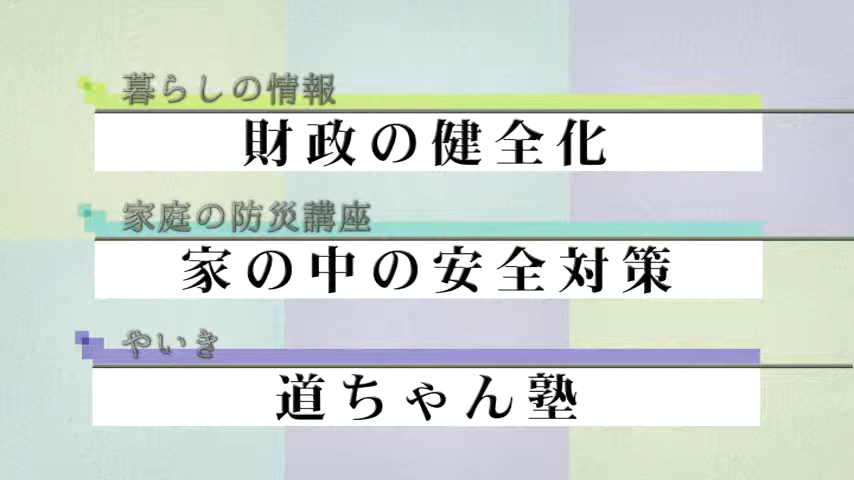 暮らしの情報
財政の健全化
家庭の防災講座
家の中の安全対策
やいき
道ちゃん塾